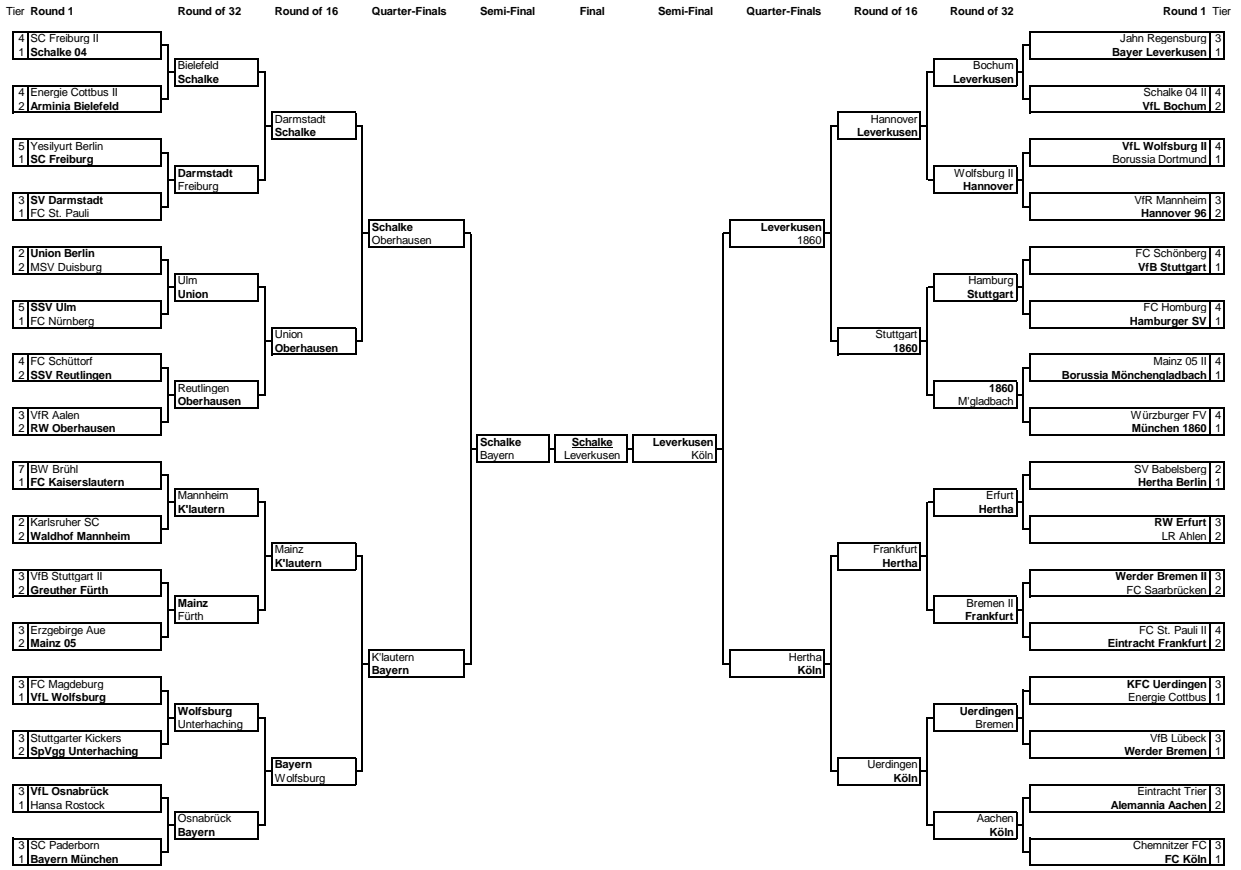 Tier Round 1 Round of 32 Round of 16 Quarter-Finals Semi-Final Final Semi-Final Quarter-Finals Round of 16 Round of 32 Round 1 Tier
4 SC Freiburg II
1 Schalke 04
Bielefeld
Schalke
4 Energie Cottbus II
2 Arminia Bielefeld
Darmstadt
Schalke
5 Yesilyurt Berlin
1 SC Freiburg
Darmstadt
Freiburg
3 SV Darmstadt
1 FC St. Pauli
Schalke
Oberhausen
2 Union Berlin
2 MSV Duisburg
Ulm
Union
5 SSV Ulm
1 FC Nürnberg
Union
Oberhausen
4 FC Schüttorf
2 SSV Reutlingen
Reutlingen
Oberhausen
3 VfR Aalen
2 RW Oberhausen
Schalke
Bayern
7 BW Brühl
1 FC Kaiserslautern
Mannheim
K'lautern
2 Karlsruher SC
2 Waldhof Mannheim
Mainz
K'lautern
3 VfB Stuttgart II
2 Greuther Fürth
Mainz
Fürth
3 Erzgebirge Aue
2 Mainz 05
K'lautern
Bayern
3 FC Magdeburg
1 VfL Wolfsburg
Wolfsburg
Unterhaching
3 Stuttgarter Kickers
2 SpVgg Unterhaching
Bayern
Wolfsburg
3 VfL Osnabrück
1 Hansa Rostock
Osnabrück
Bayern
3 SC Paderborn
1 Bayern München
Schalke
Leverkusen
Leverkusen
Köln
Jahn Regensburg 3
Bayer Leverkusen 1
Bochum
Leverkusen
Schalke 04 II 4
VfL Bochum 2
Hannover
Leverkusen
VfL Wolfsburg II 4
Borussia Dortmund 1
Wolfsburg II
Hannover
VfR Mannheim 3
Hannover 96 2
Leverkusen
1860
FC Schönberg 4
VfB Stuttgart 1
Hamburg
Stuttgart
FC Homburg 4
Hamburger SV 1
Stuttgart
1860
Mainz 05 II 4
Borussia Mönchengladbach 1
1860
M'gladbach
Würzburger FV 4
München 1860 1
SV Babelsberg 2
Hertha Berlin 1
Erfurt
Hertha
RW Erfurt 3
LR Ahlen 2
Frankfurt
Hertha
Werder Bremen II 3
FC Saarbrücken 2
Bremen II
Frankfurt
FC St. Pauli II 4
Eintracht Frankfurt 2
Hertha
Köln
KFC Uerdingen 3
Energie Cottbus 1
Uerdingen
Bremen
VfB Lübeck 3
Werder Bremen 1
Uerdingen
Köln
Eintracht Trier 3
Alemannia Aachen 2
Aachen
Köln
Chemnitzer FC 3
FC Köln 1